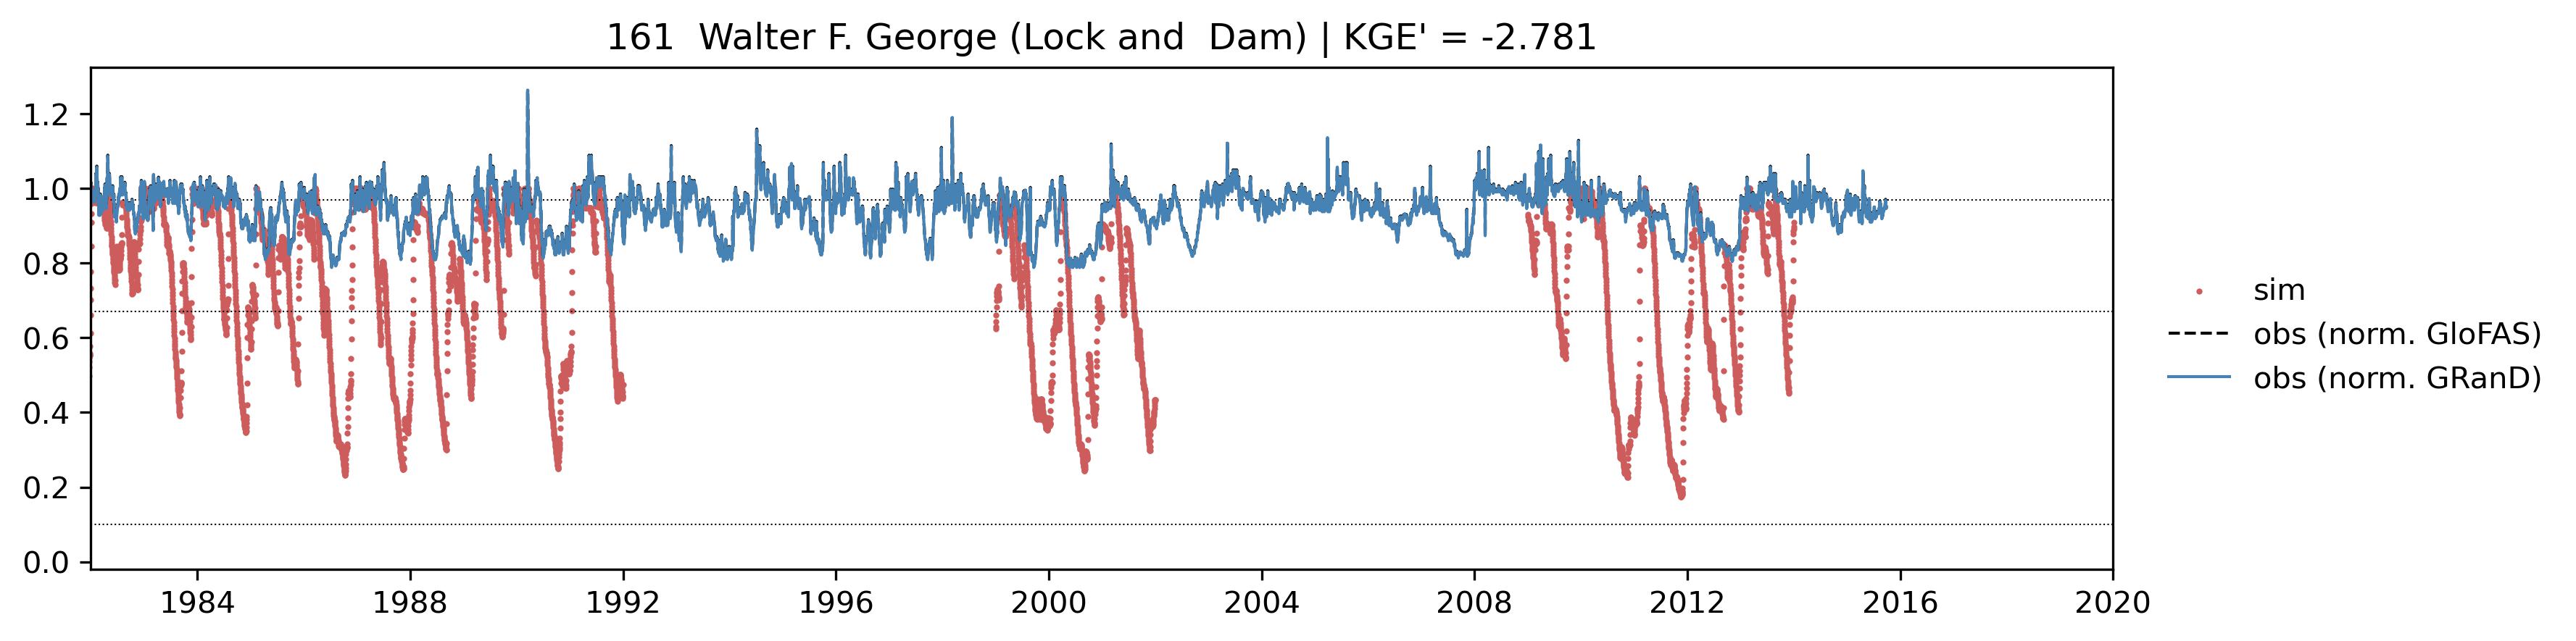 161  Walter F. George (Lock and  Dam) | KGE' = -2.781
1.2
1.0
0.8
0.6
0.4
0.2
0.0
1984 1988 1992 1996 2000 2004 2008 2012 2016 2020
sim
obs (norm. GloFAS)
obs (norm. GRanD)